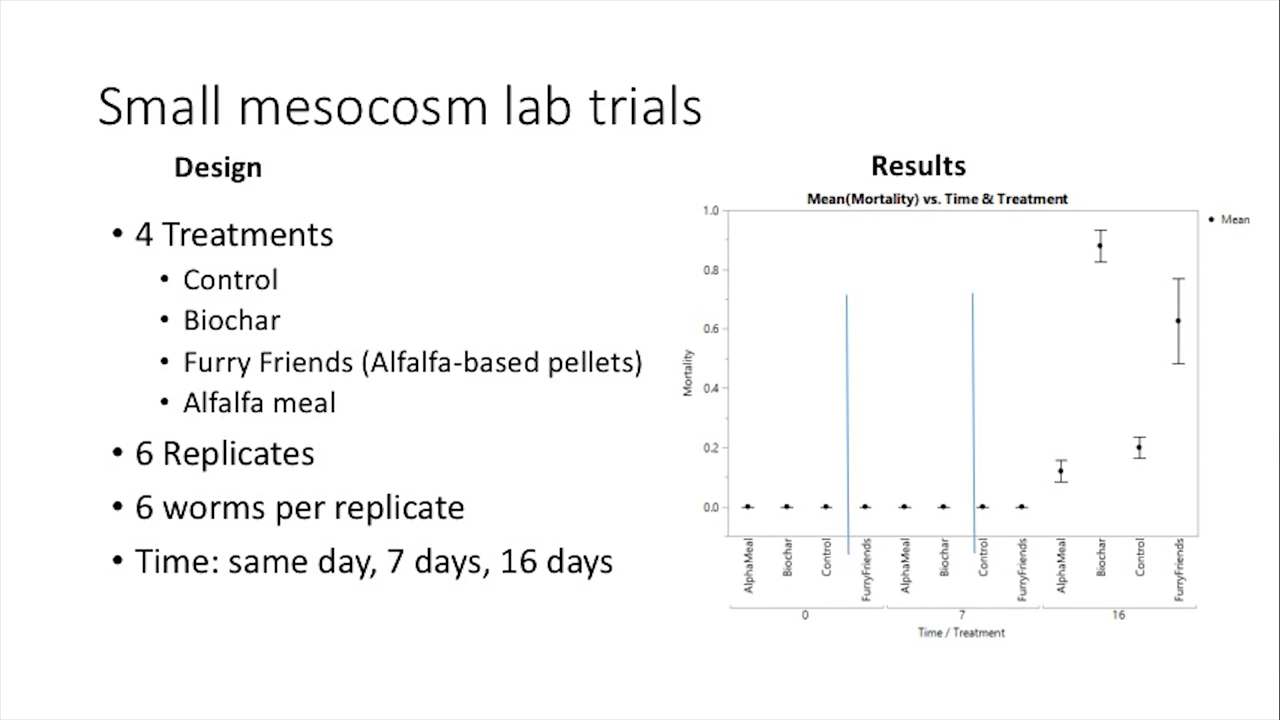 Small mesocosm lab trials
Design
• 4 Treatments
• Control
• Biochar
• Furry Friends (Alfalfa-based pellets)
• Alfalfa meal
• 6 Replicates
• 6 worms per replicate
• Time: same day, 7 days, 16 days
Results
Mean(Mortality) vs. Time & Treatment
Mean
Mortality
1.0
0.8
0.6
0.4
0.2
0.0
AlphaMeal
Biochar
Control
FurryFriends
AlphaMeal
Biochar
Control
FurryFriends
AlphaMeal
Biochar
Control
FurryFriends
0
7
16
Time / Treatment